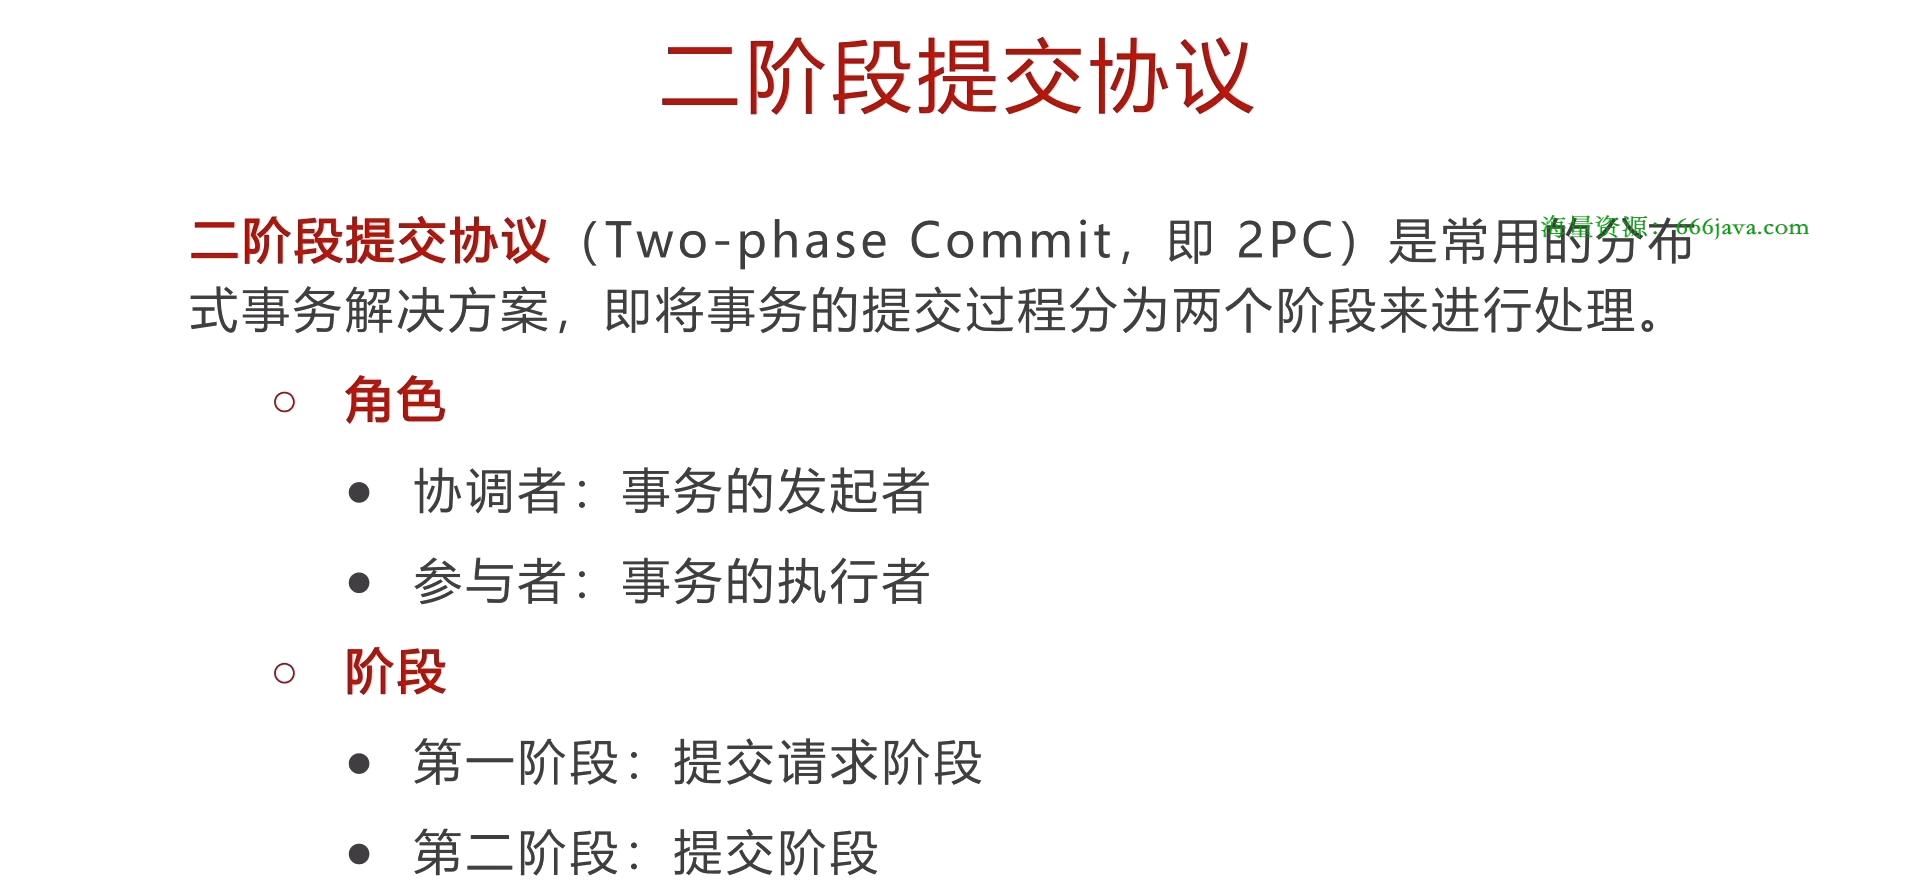 二阶段提交协议
二阶段提交协议（Two-phase Commit，即 2PC）是常用的分布
海量资源：666java.com
式事务解决方案，即将事务的提交过程分为两个阶段来进行处理。
○ 角色
● 协调者：事务的发起者
● 参与者：事务的执行者
○ 阶段
● 第一阶段：提交请求阶段
● 第二阶段：提交阶段